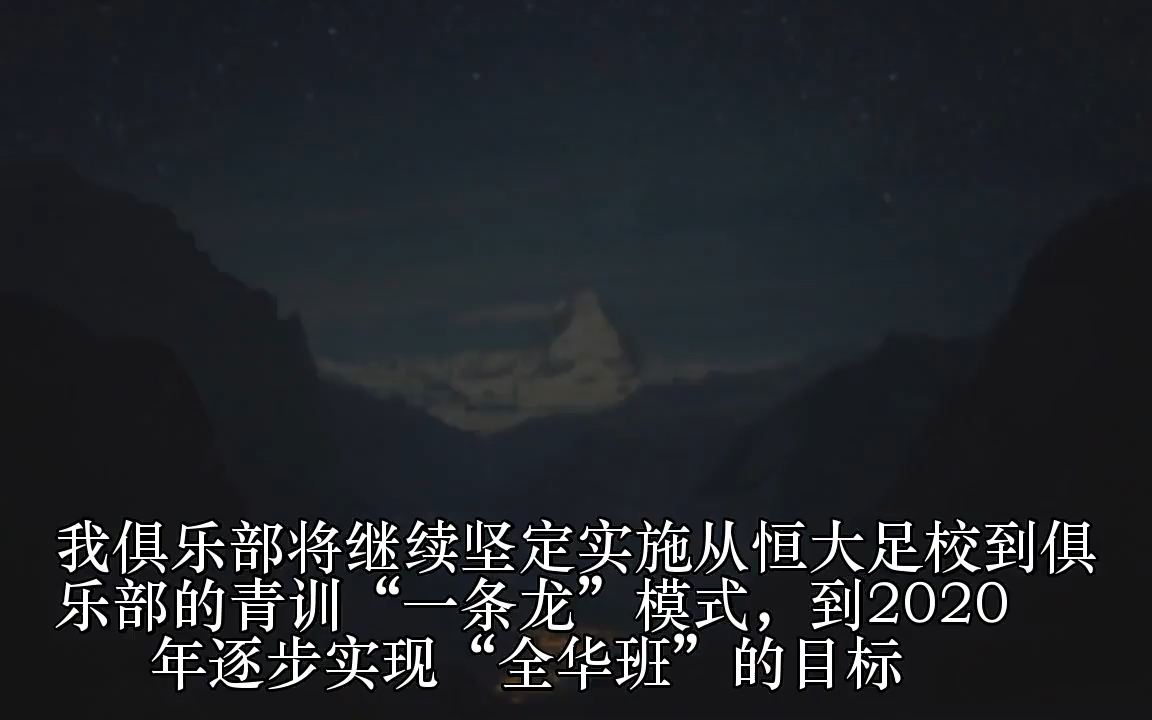 我俱乐部将继续坚定实施从恒大足校到俱
乐部的青训“一条龙”模式，到2020
年逐步实现“全华班”的目标